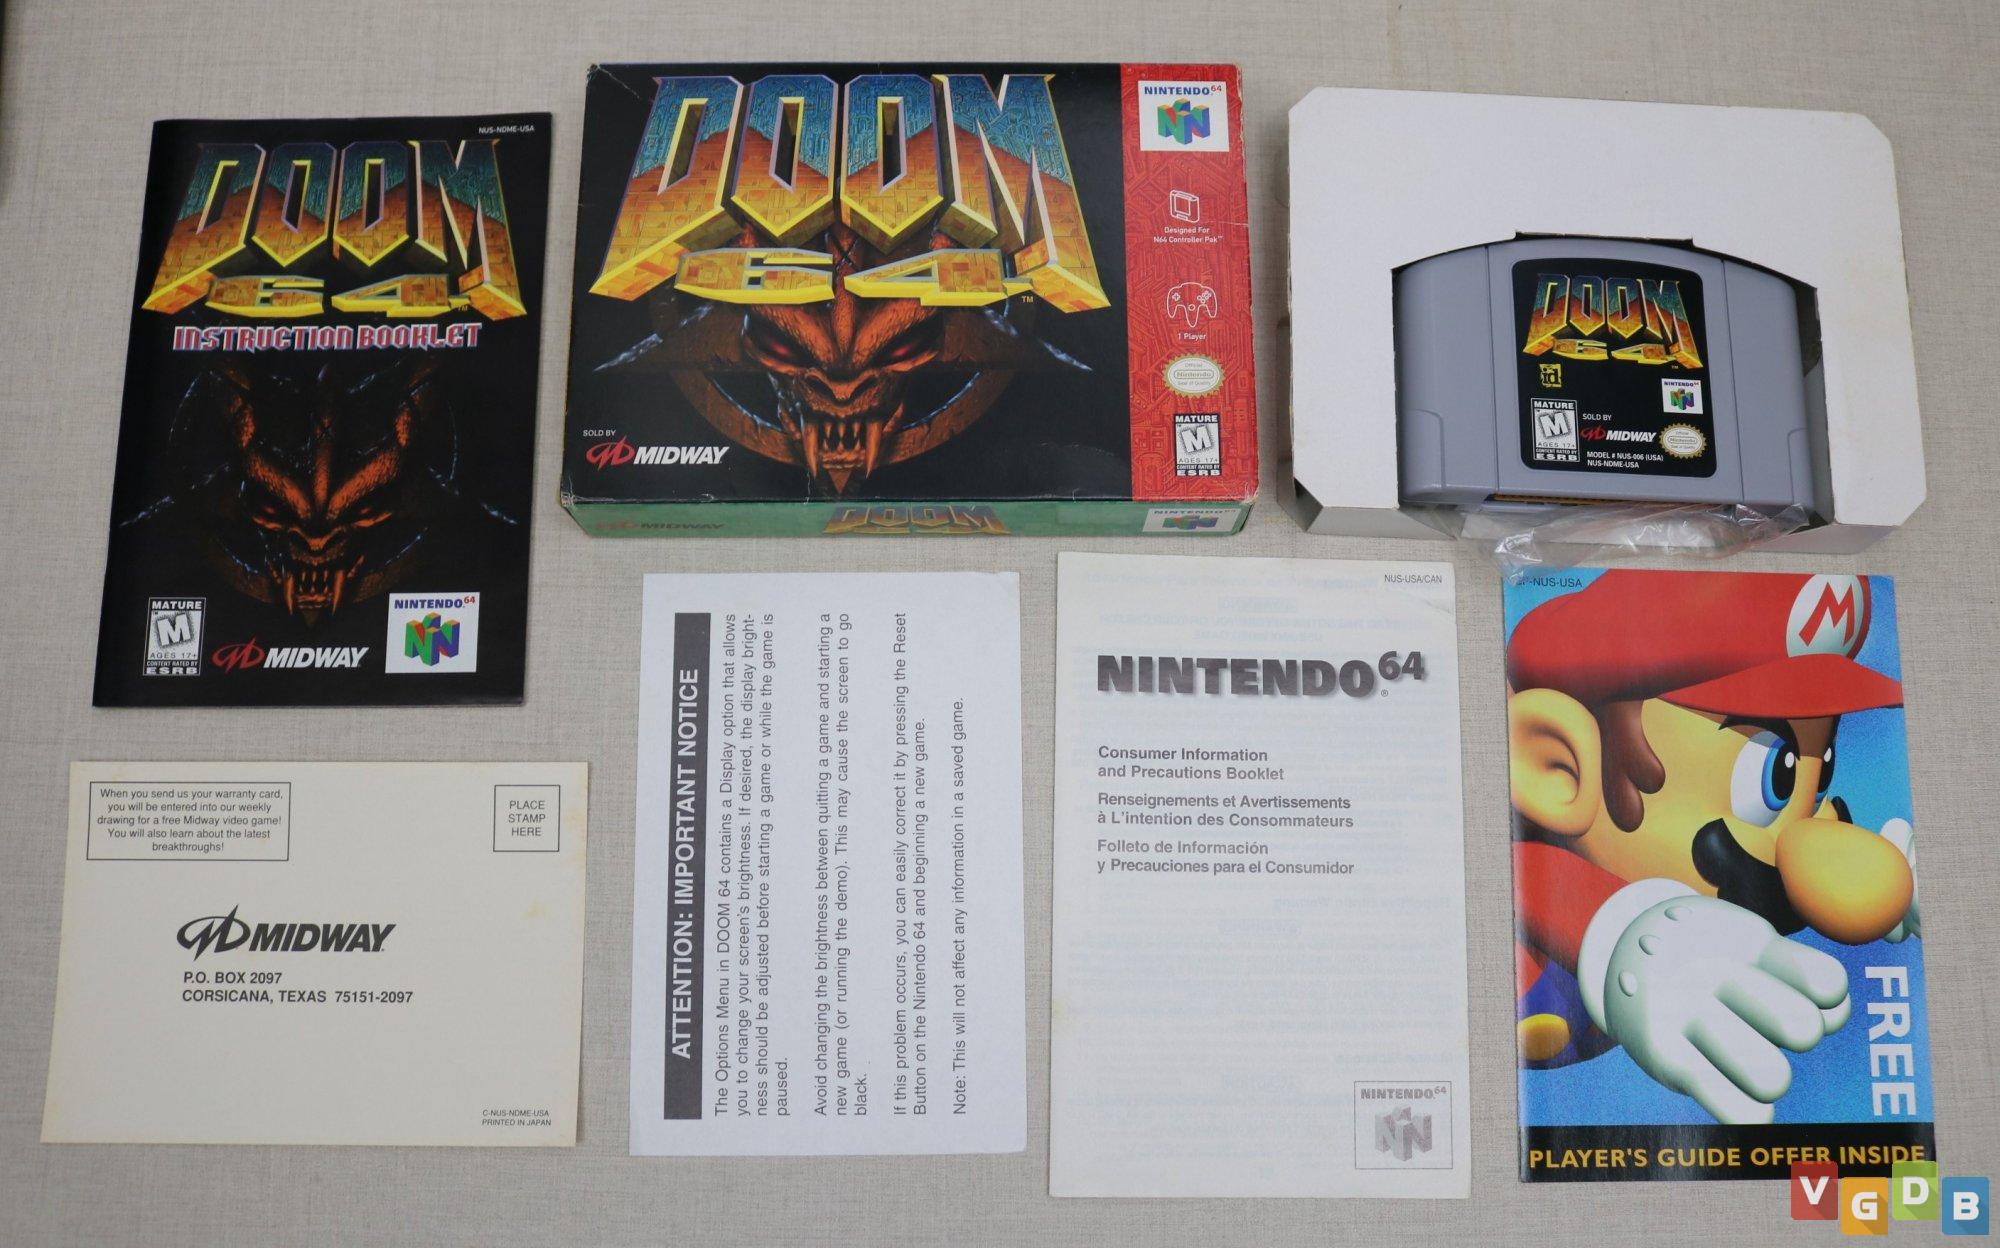 NUS-NDME-USA
DOOM
64
TM
INSTRUCTION BOOKLET
MATURE
M
AGES 17+
CONTENT RATED BY
ESRB
MIDWAY
NINTENDO64
DOOM
64
TM
SOLD BY
MIDWAY
NINTENDO64
Designed For
N64 Controller Pak™
1 Player
Official
Nintendo
Seal of Quality
MATURE
M
AGES 17+
CONTENT RATED BY
ESRB
MIDWAY
DOOM
NINTENDO64
DOOM
64
TM
id
NINTENDO64
MATURE
M
AGES 17+
CONTENT RATED BY
ESRB
SOLD BY
MIDWAY
Nintendo
MODEL # NUS-006 (USA)
NUS-NDME-USA
When you send us your warranty card,
you will be entered into our weekly
drawing for a free Midway video game!
You will also learn about the latest
breakthroughs!
PLACE
STAMP
HERE
MIDWAY
P.O. BOX 2097
CORSICANA, TEXAS 75151-2097
C-NUS-NDME-USA
PRINTED IN JAPAN
ATTENTION: IMPORTANT NOTICE
The Options Menu in DOOM 64 contains a Display option that allows
you to change your screen's brightness. If desired, the display bright-
ness should be adjusted before starting a game or while the game is
paused.
Avoid changing the brightness between quitting a game and starting a
new game (or running the demo). This may cause the screen to go
black.
If this problem occurs, you can easily correct it by pressing the Reset
Button on the Nintendo 64 and beginning a new game.
Note: This will not affect any information in a saved game.
NUS-USA/CAN
NINTENDO64®
Consumer Information
and Precautions Booklet
Renseignements et Avertissements
à L'intention des Consommateurs
Folleto de Información
y Precauciones para el Consumidor
NINTENDO64
-NUS-USA
M
FREE
PLAYER'S GUIDE OFFER INSIDE
VGDB